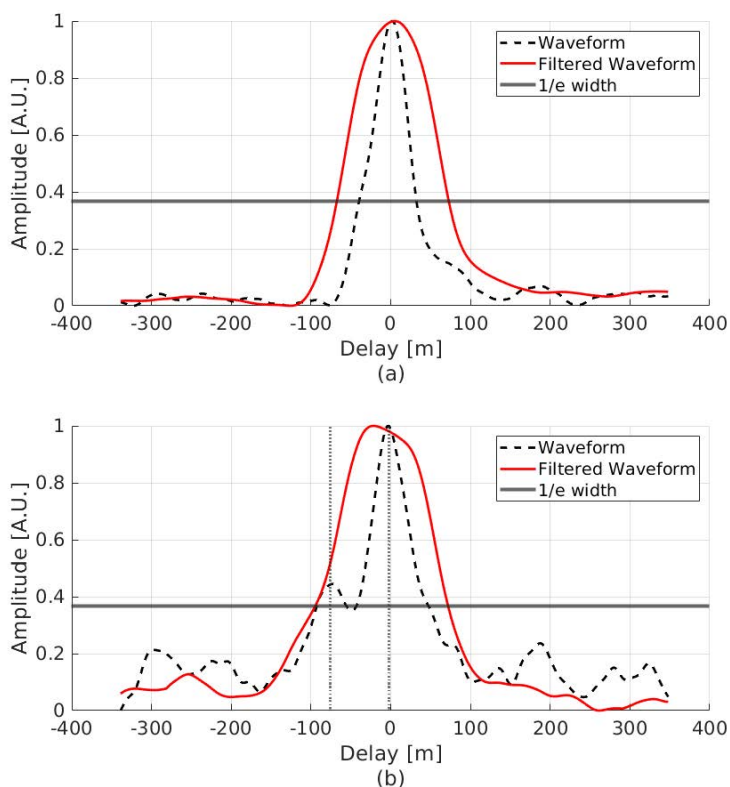 1
0.8
0.6
0.4
0.2
0
Amplitude [A.U.]
Waveform
Filtered Waveform
1/e width
-400 -300 -200 -100 0 100 200 300 400
Delay [m]
(a)
1
0.8
0.6
0.4
0.2
0
Amplitude [A.U.]
Waveform
Filtered Waveform
1/e width
-400 -300 -200 -100 0 100 200 300 400
Delay [m]
(b)